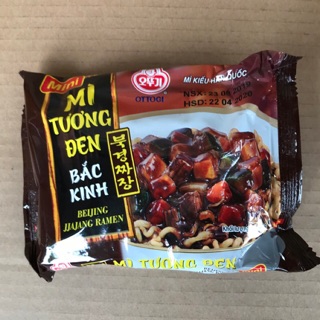 Mini
MÌ
TƯƠNG
ĐEN
BẮC
KINH
BEIJING
JJAJANG RAMEN
북경짜장
오뚜기
OTTOGI
MÌ KIỂU HÀN QUỐC
HSD: 22 04 2020
MÌ TƯƠNG ĐEN